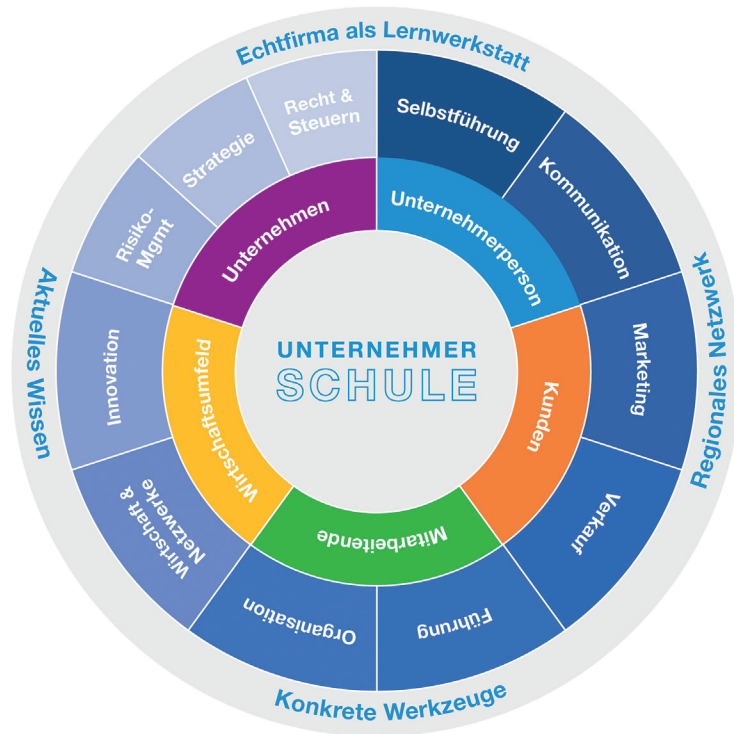 Echtfirma als Lernwerkstatt
Regionales Netzwerk
Konkrete Werkzeuge
Aktuelles Wissen
Selbstführung
Kommunikation
Marketing
Verkauf
Führung
Organisation
Wirtschaft &
Netzwerke
Innovation
Risiko-
Mgmt
Strategie
Recht &
Steuern
Unternehmerperson
Kunden
Mitarbeitende
Wirtschaftsumfeld
Unternehmen
UNTERNEHMER
SCHULE